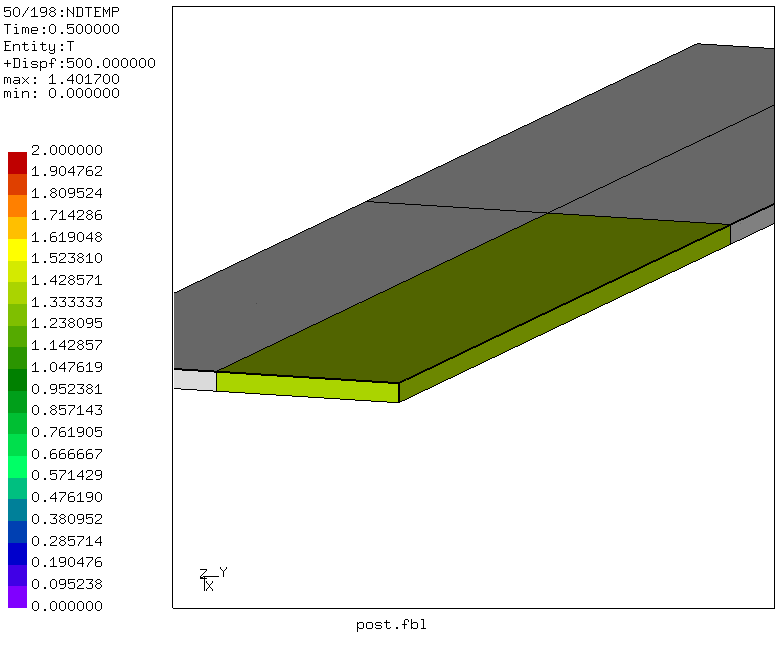 50/198:NDTEMP
Time:0.500000
Entity:T
+Dispf:500.000000
max: 1.401700
min: 0.000000
2.000000
1.904762
1.809524
1.714286
1.619048
1.523810
1.428571
1.333333
1.238095
1.142857
1.047619
0.952381
0.857143
0.761905
0.666667
0.571429
0.476190
0.380952
0.285714
0.190476
0.095238
0.000000
Z Y
X
post.fbl